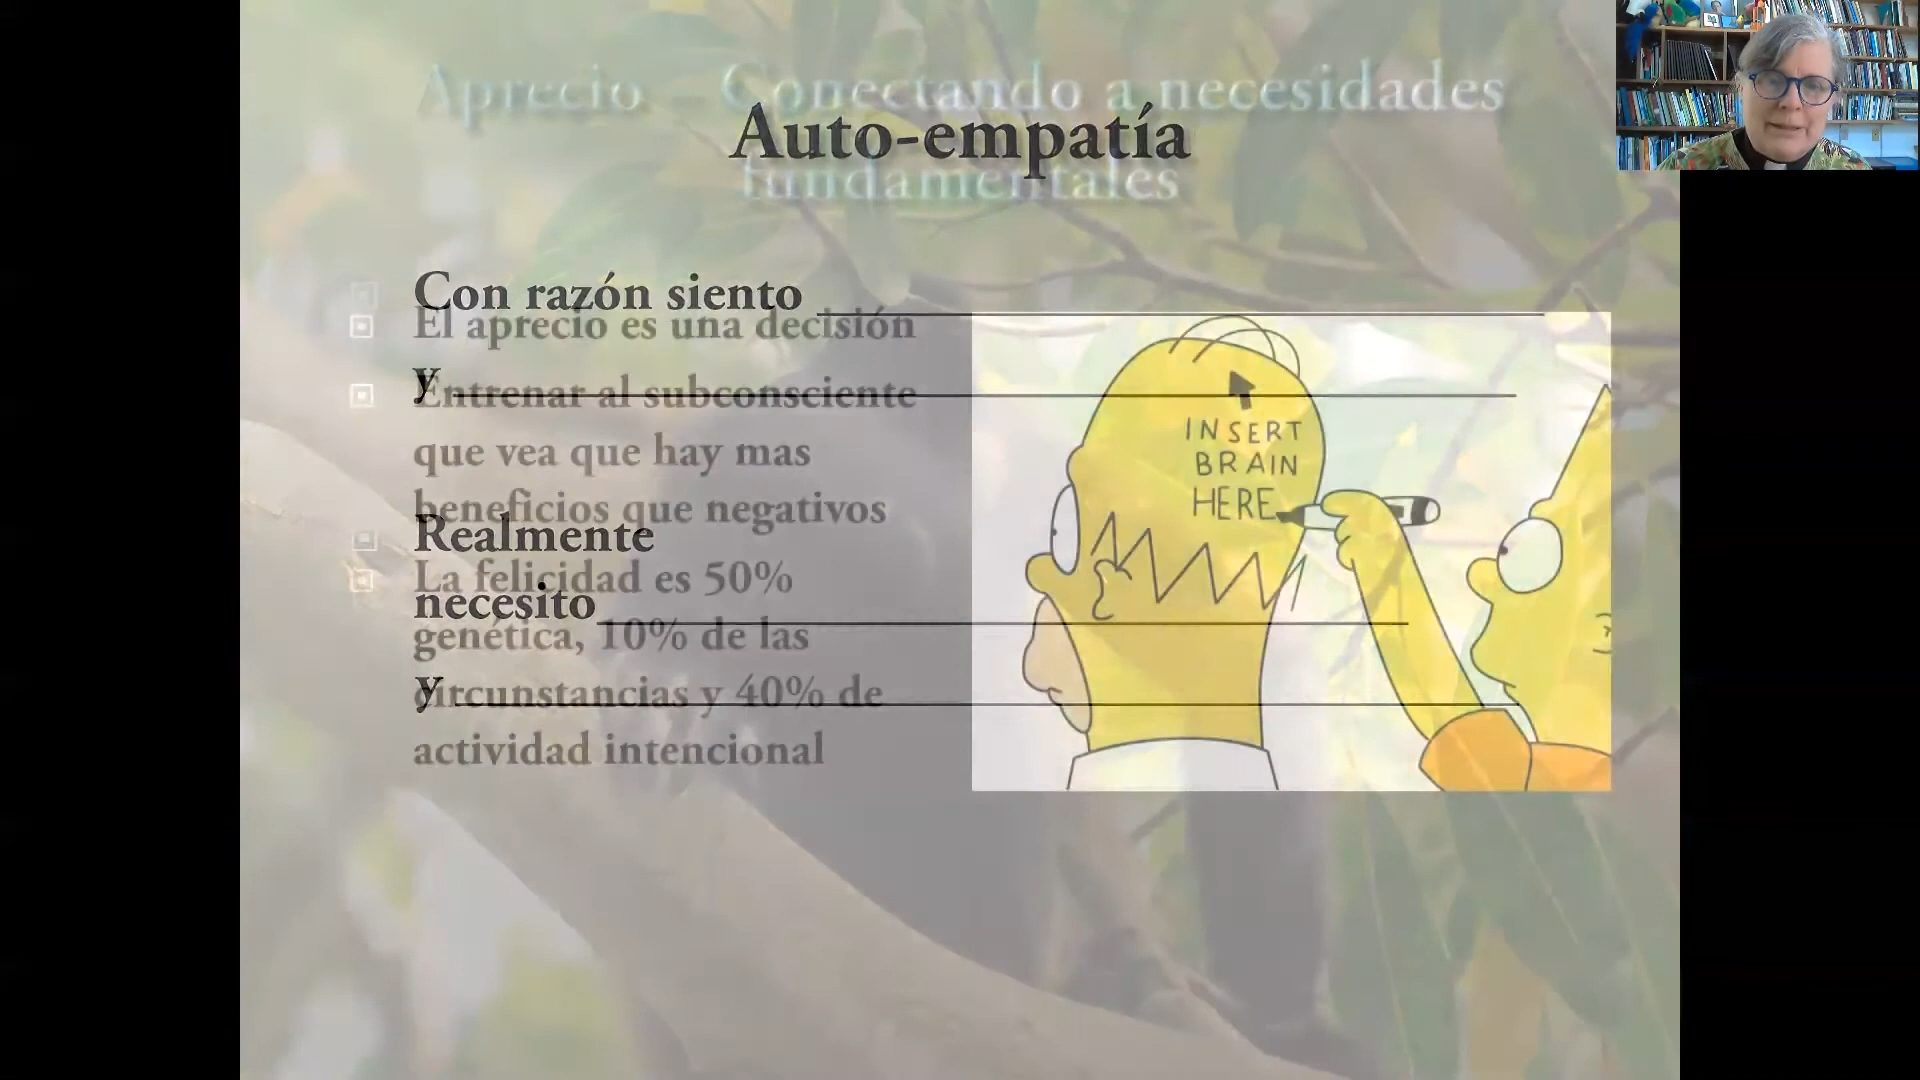 Aprecio – Conectando a necesidades
fundamentales
Auto-empatía
Con razón siento
y
Realmente
necesito
y
El aprecio es una decisión
Entrenar al subconsciente
que vea que hay mas
beneficios que negativos
La felicidad es 50%
genética, 10% de las
circunstancias y 40% de
actividad intencional
INSERT
BRAIN
HERE